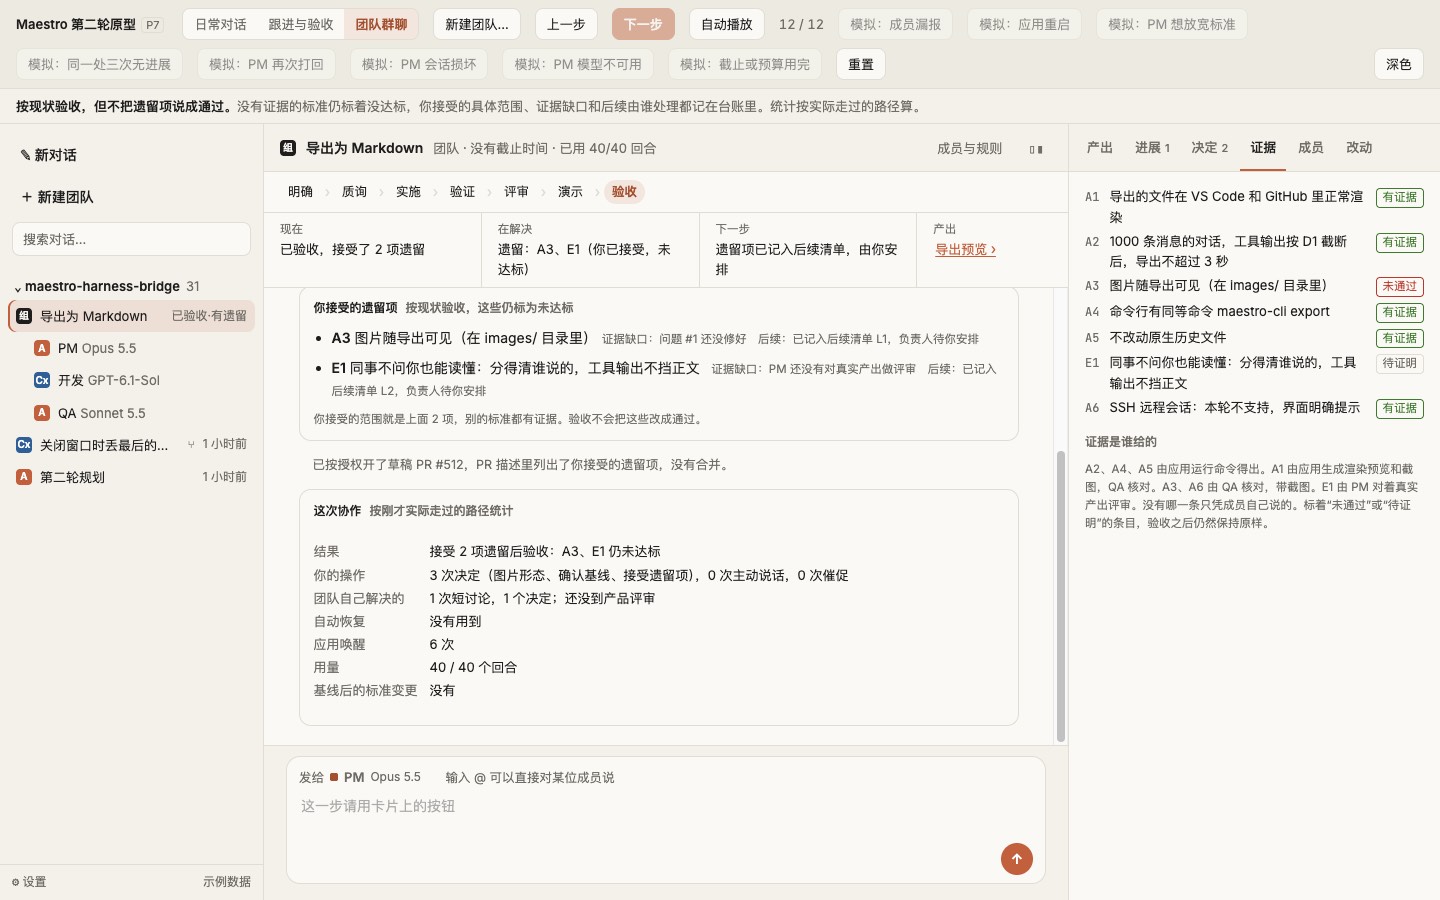 Maestro 第二轮原型 P7 日常对话 跟进与验收 团队群聊 新建团队... 上一步 下一步 自动播放 12 / 12 模拟：成员漏报 模拟：应用重启 模拟：PM 想放宽标准
模拟：同一处三次无进展 模拟：PM 再次打回 模拟：PM 会话损坏 模拟：PM 模型不可用 模拟：截止或预算用完 重置 深色
按现状验收，但不把遗留项说成通过。没有证据的标准仍标着没达标，你接受的具体范围、证据缺口和后续由谁处理都记在台账里。统计按实际走过的路径算。
新对话
新建团队
搜索对话...
maestro-harness-bridge 31
组 导出为 Markdown 已验收·有遗留
A PM Opus 5.5
Cx 开发 GPT-6.1-Sol
A QA Sonnet 5.5
Cx 关闭窗口时丢最后的... 1 小时前
A 第二轮规划 1 小时前
设置 示例数据
组 导出为 Markdown 团队 · 没有截止时间 · 已用 40/40 回合 成员与规则
明确 › 质询 › 实施 › 验证 › 评审 › 演示 › 验收
现在
已验收，接受了 2 项遗留
在解决
遗留：A3、E1（你已接受，未
达标）
下一步
遗留项已记入后续清单，由你安
排
产出
导出预览 ›
你接受的遗留项 按现状验收，这些仍标为未达标
• A3 图片随导出可见（在 images/ 目录里） 证据缺口：问题 #1 还没修好 后续：已记入后续清单 L1，负责人待你安排
• E1 同事不问你也能读懂：分得清谁说的，工具输出不挡正文 证据缺口：PM 还没有对真实产出做评审 后续：已记入
后续清单 L2，负责人待你安排
你接受的范围就是上面 2 项，别的标准都有证据。验收不会把这些改成通过。
已按授权开了草稿 PR #512，PR 描述里列出了你接受的遗留项，没有合并。
这次协作 按刚才实际走过的路径统计
结果 接受 2 项遗留后验收：A3、E1 仍未达标
你的操作 3 次决定（图片形态、确认基线、接受遗留项），0 次主动说话，0 次催促
团队自己解决的 1 次短讨论，1 个决定；还没到产品评审
自动恢复 没有用到
应用唤醒 6 次
用量 40 / 40 个回合
基线后的标准变更 没有
发给 PM Opus 5.5 输入 @ 可以直接对某位成员说
这一步请用卡片上的按钮
产出 进展 1 决定 2 证据 成员 改动
A1 导出的文件在 VS Code 和 GitHub 里正常渲 有证据
染
A2 1000 条消息的对话，工具输出按 D1 截断 有证据
后，导出不超过 3 秒
A3 图片随导出可见（在 images/ 目录里） 未通过
A4 命令行有同等命令 maestro-cli export 有证据
A5 不改动原生历史文件 有证据
E1 同事不问你也能读懂：分得清谁说的，工具 待证明
输出不挡正文
A6 SSH 远程会话：本轮不支持，界面明确提示 有证据
证据是谁给的
A2、A4、A5 由应用运行命令得出。A1 由应用生成渲染预览和截
图，QA 核对。A3、A6 由 QA 核对，带截图。E1 由 PM 对着真实
产出评审。没有哪一条只凭成员自己说的。标着“未通过”或“待证
明”的条目，验收之后仍然保持原样。